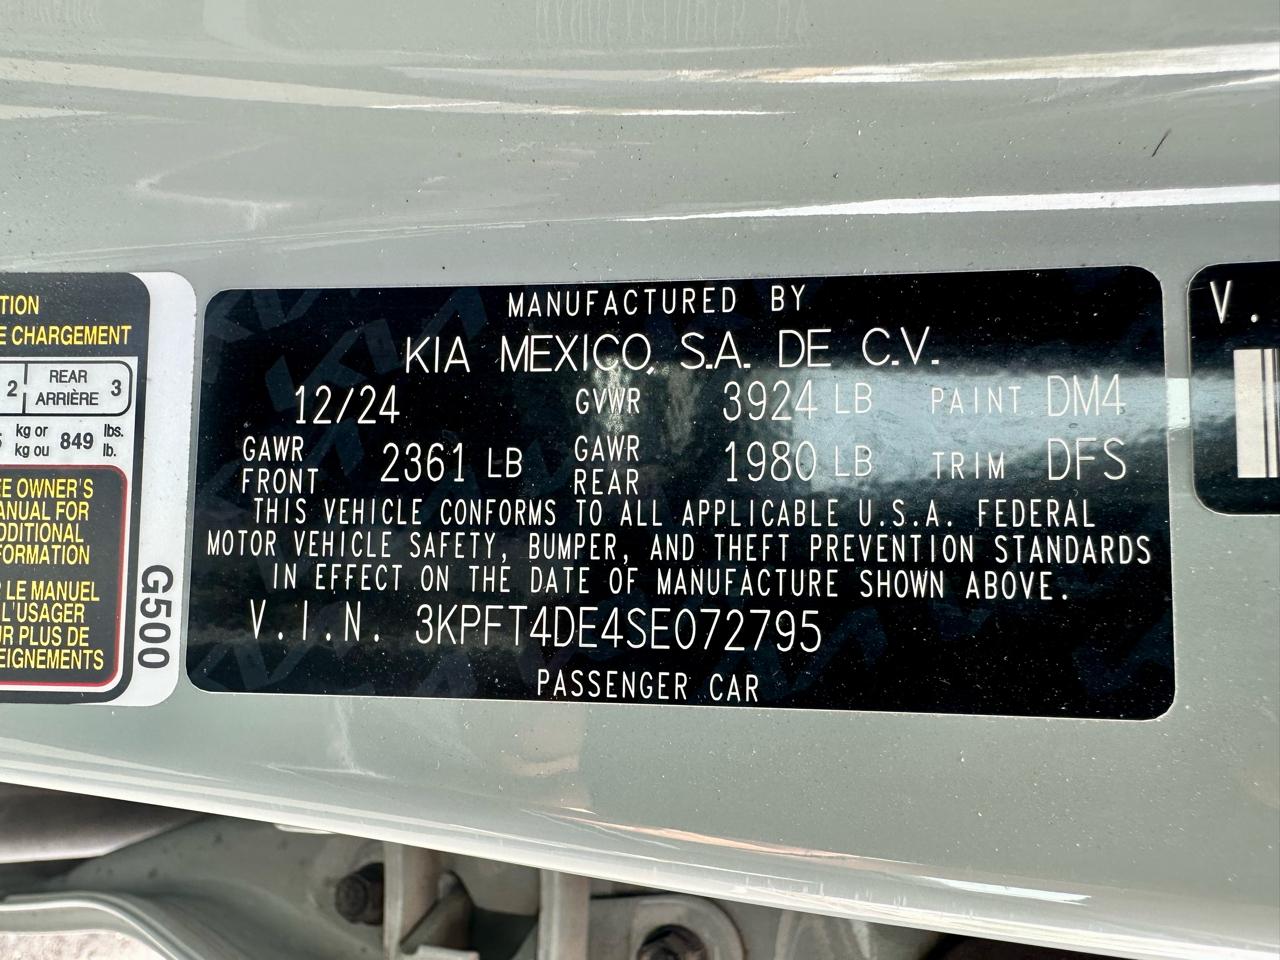 TION
E CHARGEMENT
2 REAR ARRIÈRE 3
kg or
kg ou 849 lbs.
lb.
EE OWNER'S
ANUAL FOR
DDITIONAL
FORMATION
LE MANUEL
L'USAGER
UR PLUS DE
EIGNEMENTS
G500
MANUFACTURED BY
KIA MEXICO, S.A. DE C.V.
12/24 GVWR 3924 LB PAINT DM4
GAWR FRONT 2361 LB GAWR REAR 1980 LB TRIM DFS
THIS VEHICLE CONFORMS TO ALL APPLICABLE U.S.A. FEDERAL
MOTOR VEHICLE SAFETY, BUMPER, AND THEFT PREVENTION STANDARDS
IN EFFECT ON THE DATE OF MANUFACTURE SHOWN ABOVE.
V.I.N. 3KPFT4DE4SE072795
PASSENGER CAR
V.